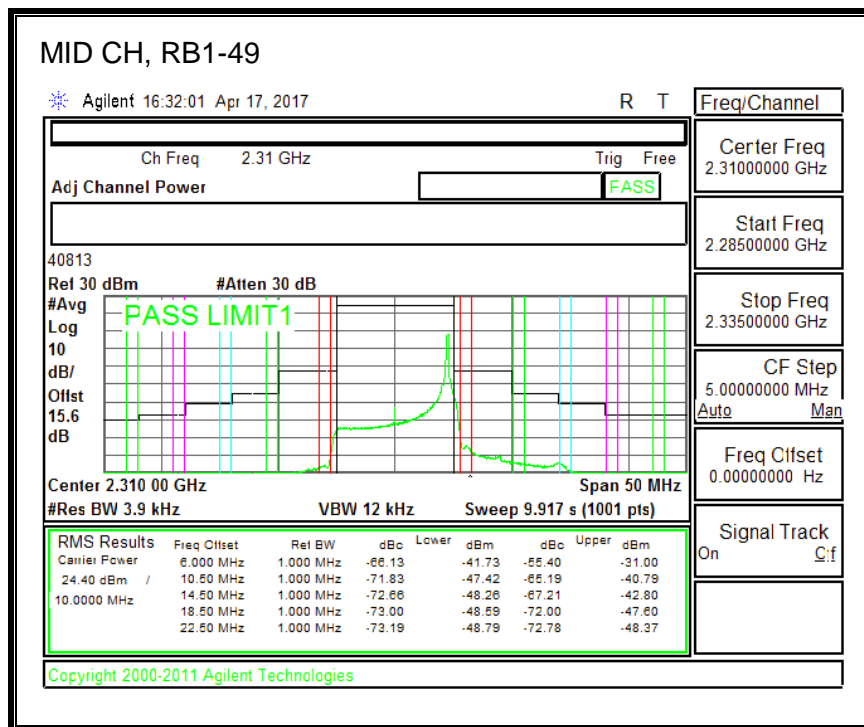 MID CH, RB1-49
Agilent 16:32:01 Apr 17, 2017 R T
Ch Freq 2.31 GHz Trig Free
Adj Channel Power PASS
40813
Ref 30 dBm #Atten 30 dB
#Avg
Log
10
dB/
Offst
15.6
dB
PASS LIMIT1
Center 2.310 00 GHz Span 50 MHz
#Res BW 3.9 kHz VBW 12 kHz Sweep 9.917 s (1001 pts)
RMS Results Freq Offset Ref BW dBc Lower dBm dBc Upper dBm
Carrier Power 6.000 MHz 1.000 MHz -66.13 -41.73 -55.40 -31.00
24.40 dBm / 10.50 MHz 1.000 MHz -71.83 -47.42 -65.19 -40.79
10.0000 MHz 14.50 MHz 1.000 MHz -72.66 -48.26 -67.21 -42.80
18.50 MHz 1.000 MHz -73.00 -48.59 -72.00 -47.60
22.50 MHz 1.000 MHz -73.19 -48.79 -72.78 -48.37
Copyright 2000-2011 Agilent Technologies
Freq/Channel
Center Freq
2.31000000 GHz
Start Freq
2.28500000 GHz
Stop Freq
2.33500000 GHz
CF Step
5.00000000 MHz
Auto Man
Freq Offset
0.00000000 Hz
Signal Track
On Off